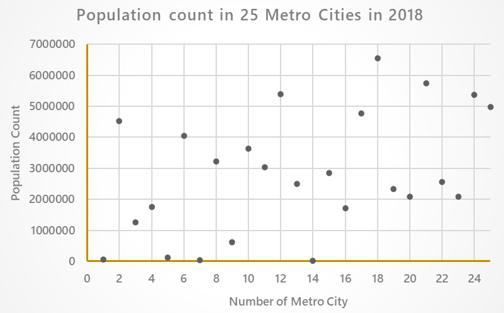 Population count in 25 Metro Cities in 2018
7000000
6000000
5000000
4000000
3000000
2000000
1000000
0
Population Count
0 2 4 6 8 10 12 14 16 18 20 22 24
Number of Metro City